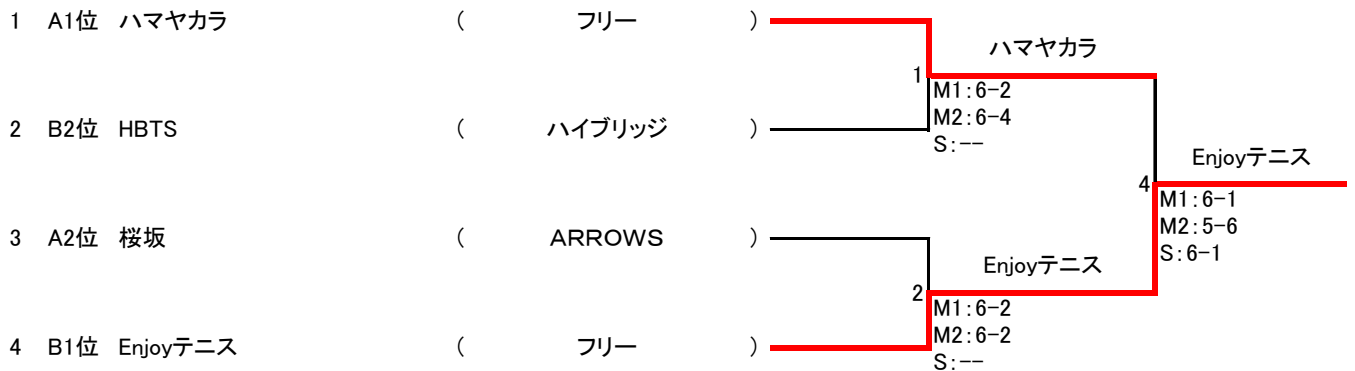 1 A1位 ハマヤカラ ( フリー )
ハマヤカラ
1
M1:6-2
M2:6-4
S:--
2 B2位 HBTS ( ハイブリッジ )
Enjoyテニス
4
M1:6-1
M2:5-6
S:6-1
3 A2位 桜坂 ( ARROWS )
Enjoyテニス
2
M1:6-2
M2:6-2
S:--
4 B1位 Enjoyテニス ( フリー )